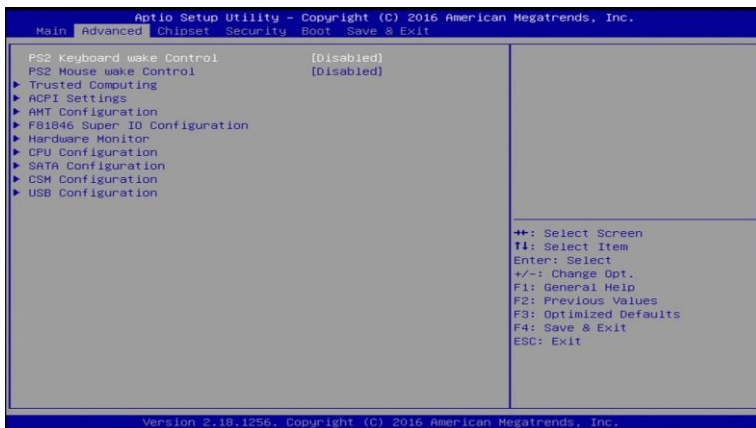 Aptio Setup Utility – Copyright (C) 2016 American Megatrends, Inc.
Main Advanced Chipset Security Boot Save & Exit
PS2 Keyboard wake Control [Disabled]
PS2 Mouse wake Control [Disabled]
Trusted Computing
ACPI Settings
AMT Configuration
F81846 Super IO Configuration
Hardware Monitor
CPU Configuration
SATA Configuration
CSM Configuration
USB Configuration
→←: Select Screen
↑↓: Select Item
Enter: Select
+/-: Change Opt.
F1: General Help
F2: Previous Values
F3: Optimized Defaults
F4: Save & Exit
ESC: Exit
Version 2.18.1256. Copyright (C) 2016 American Megatrends, Inc.